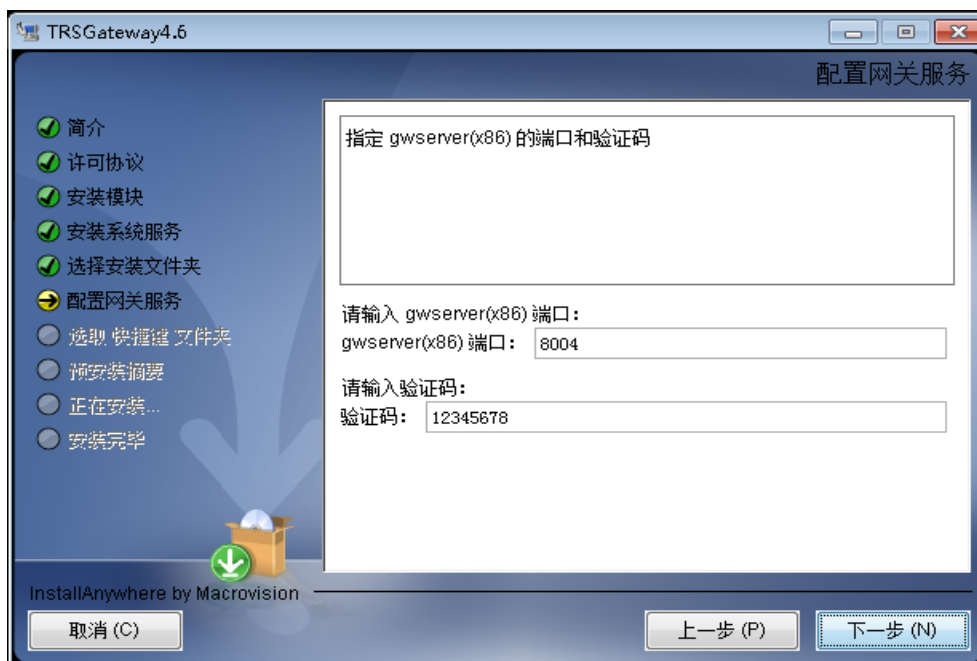 TRSGateway4.6
配置网关服务
简介
许可协议
安装模块
安装系统服务
选择安装文件夹
配置网关服务
选取 快捷键 文件夹
预安装摘要
正在安装...
安装完毕
指定 gwserver(x86) 的端口和验证码
请输入 gwserver(x86) 端口：
gwserver(x86) 端口： 8004
请输入验证码：
验证码： 12345678
InstallAnywhere by Macrovision
取消 (C)
上一步 (P)
下一步 (N)